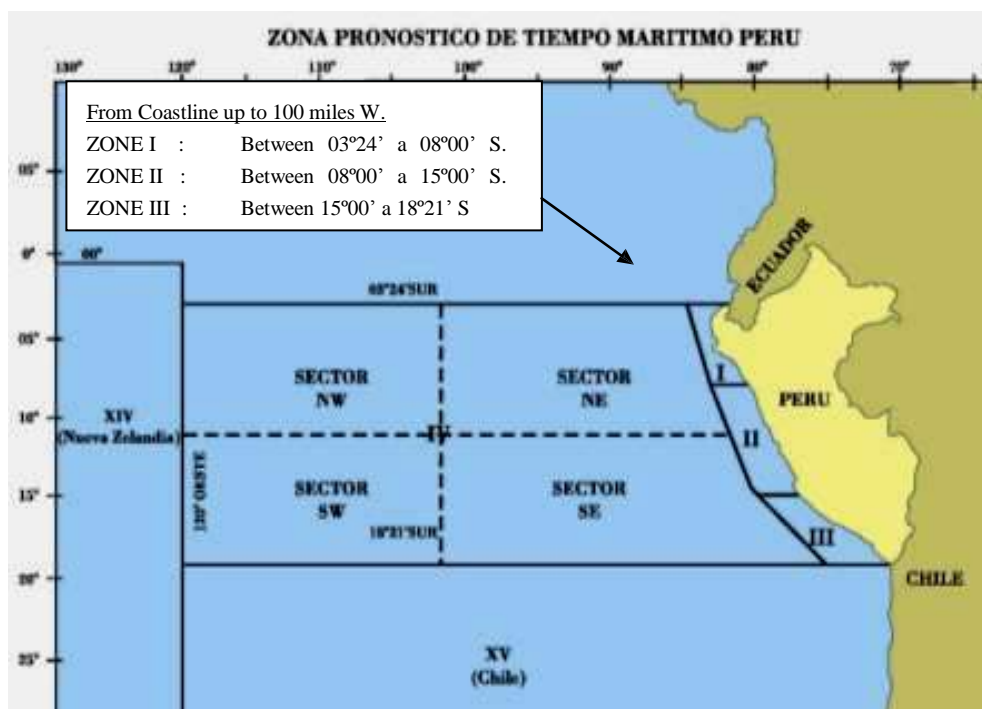 ZONA PRONOSTICO DE TIEMPO MARITIMO PERU
130° 120° 110° 100° 90° 80° 70°
From Coastline up to 100 miles W.
ZONE I : Between 03º24’ a 08º00’ S.
ZONE II : Between 08º00’ a 15º00’ S.
ZONE III : Between 15º00’ a 18º21’ S
05°
0°
00°
ECUADOR
03°24'SUR
05°
SECTOR
NW
SECTOR
NE
I
PERU
10°
XIV
(Nueva Zelandia)
IV
II
15°
120° OESTE
SECTOR
SW
SECTOR
SE
18°21'SUR
III
20°
CHILE
25°
XV
(Chile)